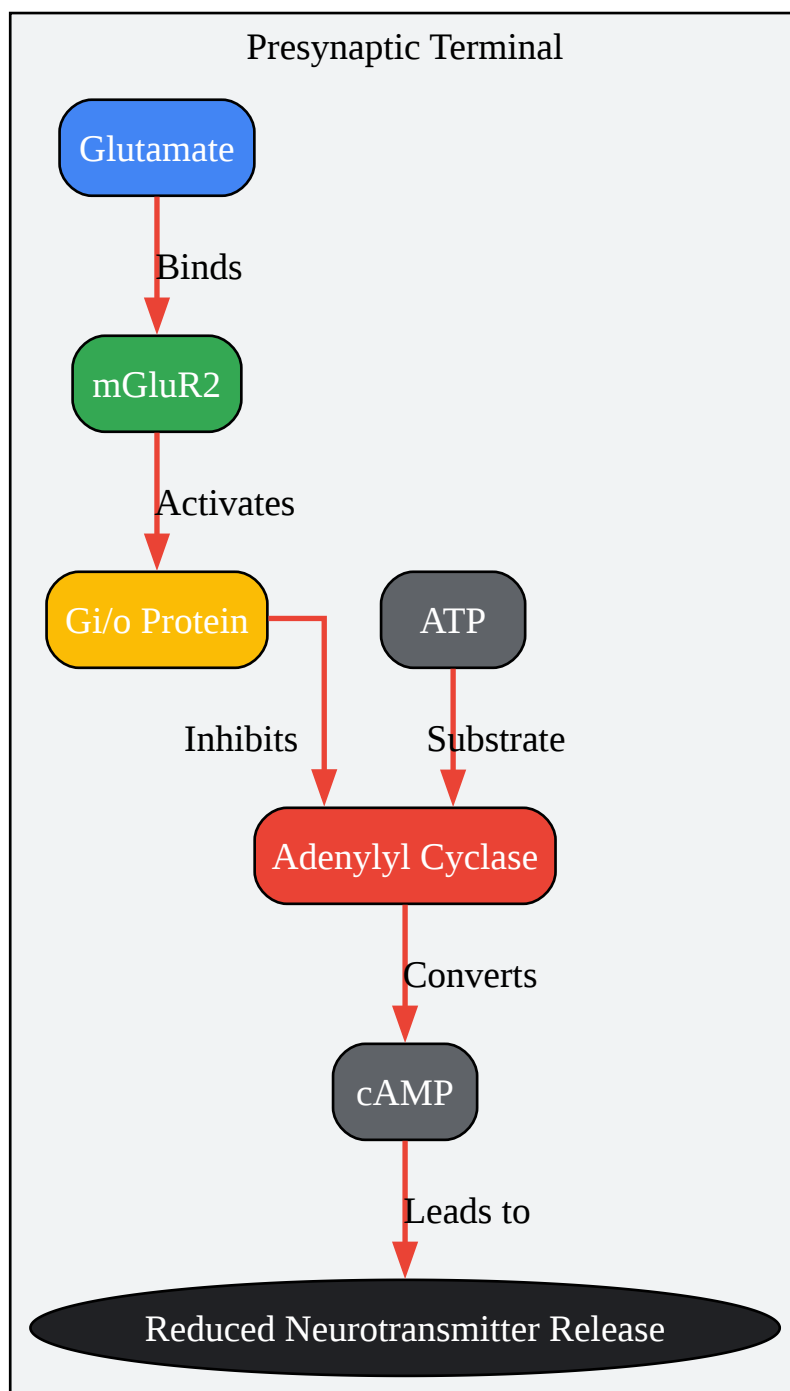 Presynaptic Terminal
Glutamate
Binds
mGluR2
Activates
Gi/o Protein
ATP
Inhibits
Substrate
Adenylyl Cyclase
Converts
cAMP
Leads to
Reduced Neurotransmitter Release